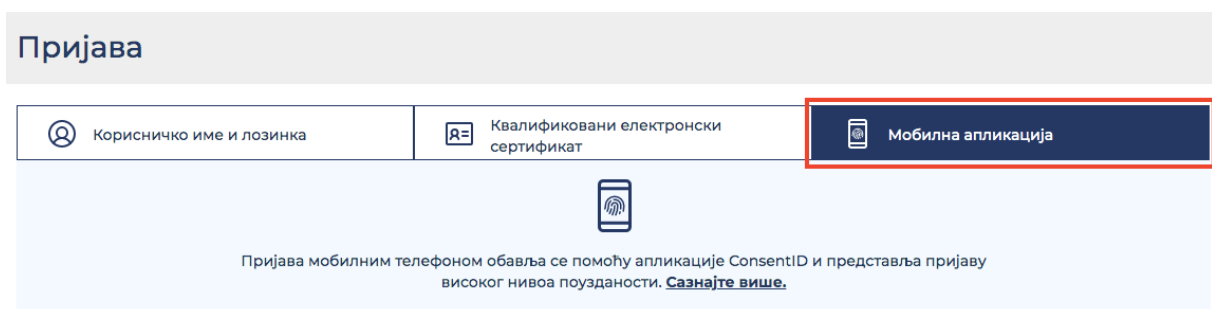 Пријава
Корисничко име и лозинка
Квалификовани електронски
сертификат
Мобилна апликација
Пријава мобилним телефоном обавља се помоћу апликације ConsentID и представља пријаву
високог нивоа поузданости. Сазнајте више.